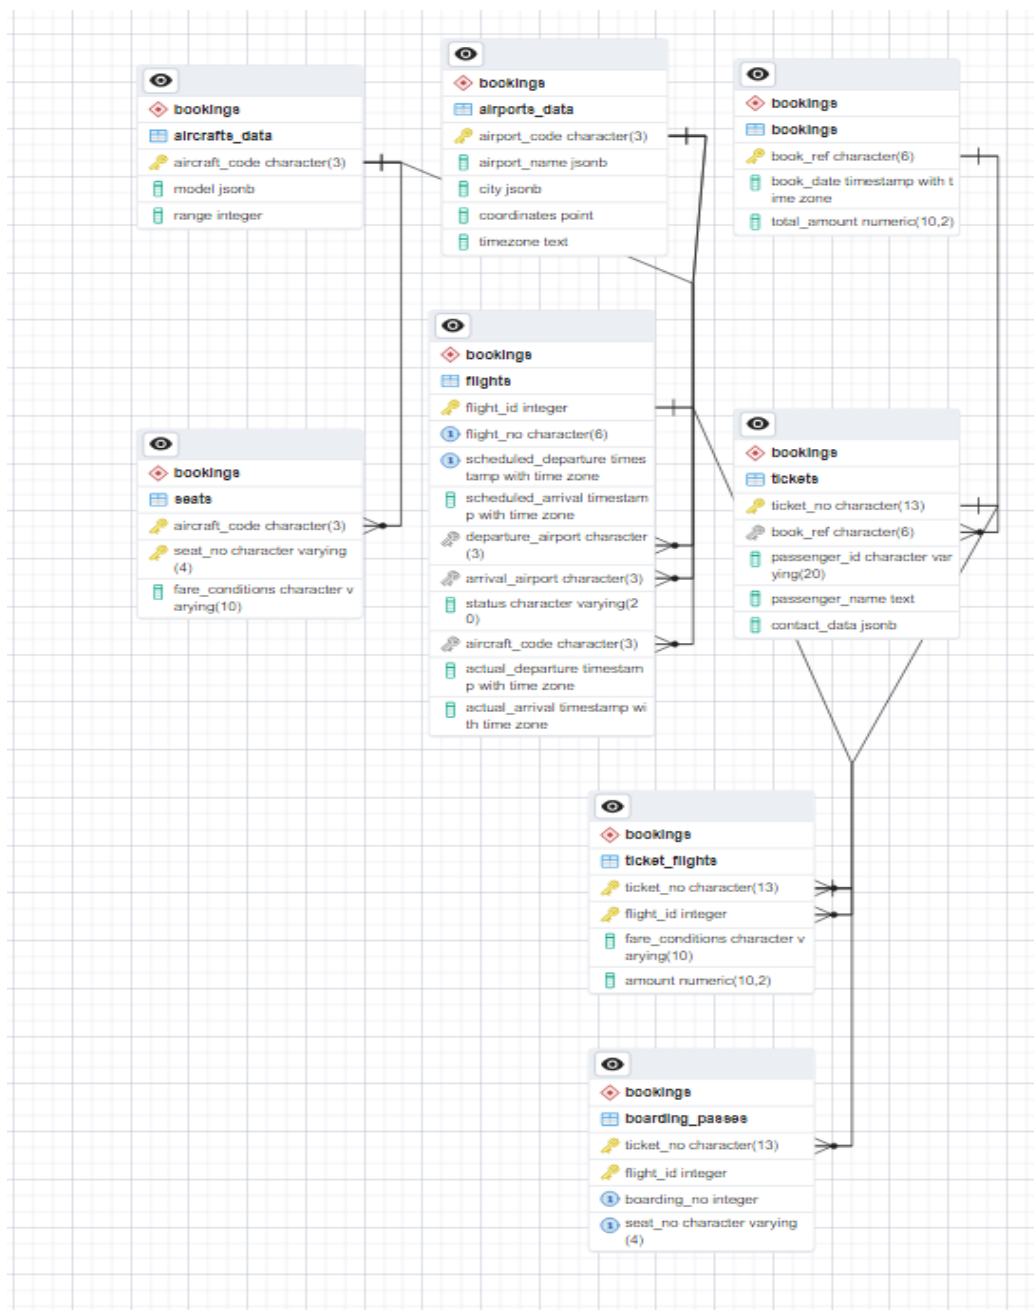 bookings
aircrafts_data
aircraft_code character(3)
model jsonb
range integer
bookings
airports_data
airport_code character(3)
airport_name jsonb
city jsonb
coordinates point
timezone text
bookings
bookings
book_ref character(6)
book_date timestamp with t
ime zone
total_amount numeric(10,2)
bookings
flights
flight_id integer
flight_no character(6)
scheduled_departure times
tamp with time zone
scheduled_arrival timestam
p with time zone
departure_airport character
(3)
arrival_airport character(3)
status character varying(2
0)
aircraft_code character(3)
actual_departure timestam
p with time zone
actual_arrival timestamp wi
th time zone
bookings
seats
aircraft_code character(3)
seat_no character varying
(4)
fare_conditions character v
arying(10)
bookings
tickets
ticket_no character(13)
book_ref character(6)
passenger_id character var
ying(20)
passenger_name text
contact_data jsonb
bookings
ticket_flights
ticket_no character(13)
flight_id integer
fare_conditions character v
arying(10)
amount numeric(10,2)
bookings
boarding_passes
ticket_no character(13)
flight_id integer
boarding_no integer
seat_no character varying
(4)